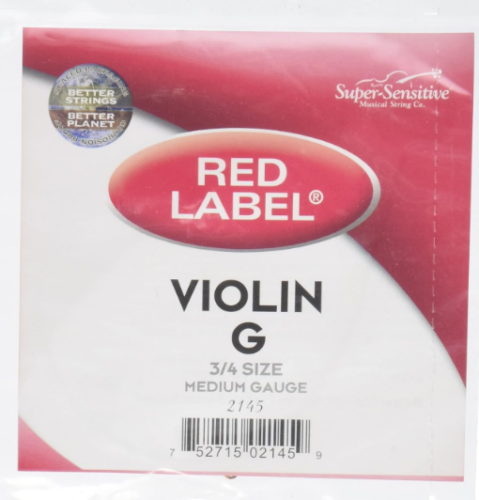 BETTER
STRINGS
BETTER
PLANET
Super-Sensitive
Musical String Co.
RED
LABEL®
VIOLIN
G
3/4 SIZE
MEDIUM GAUGE
2145
7 52715 02145 9